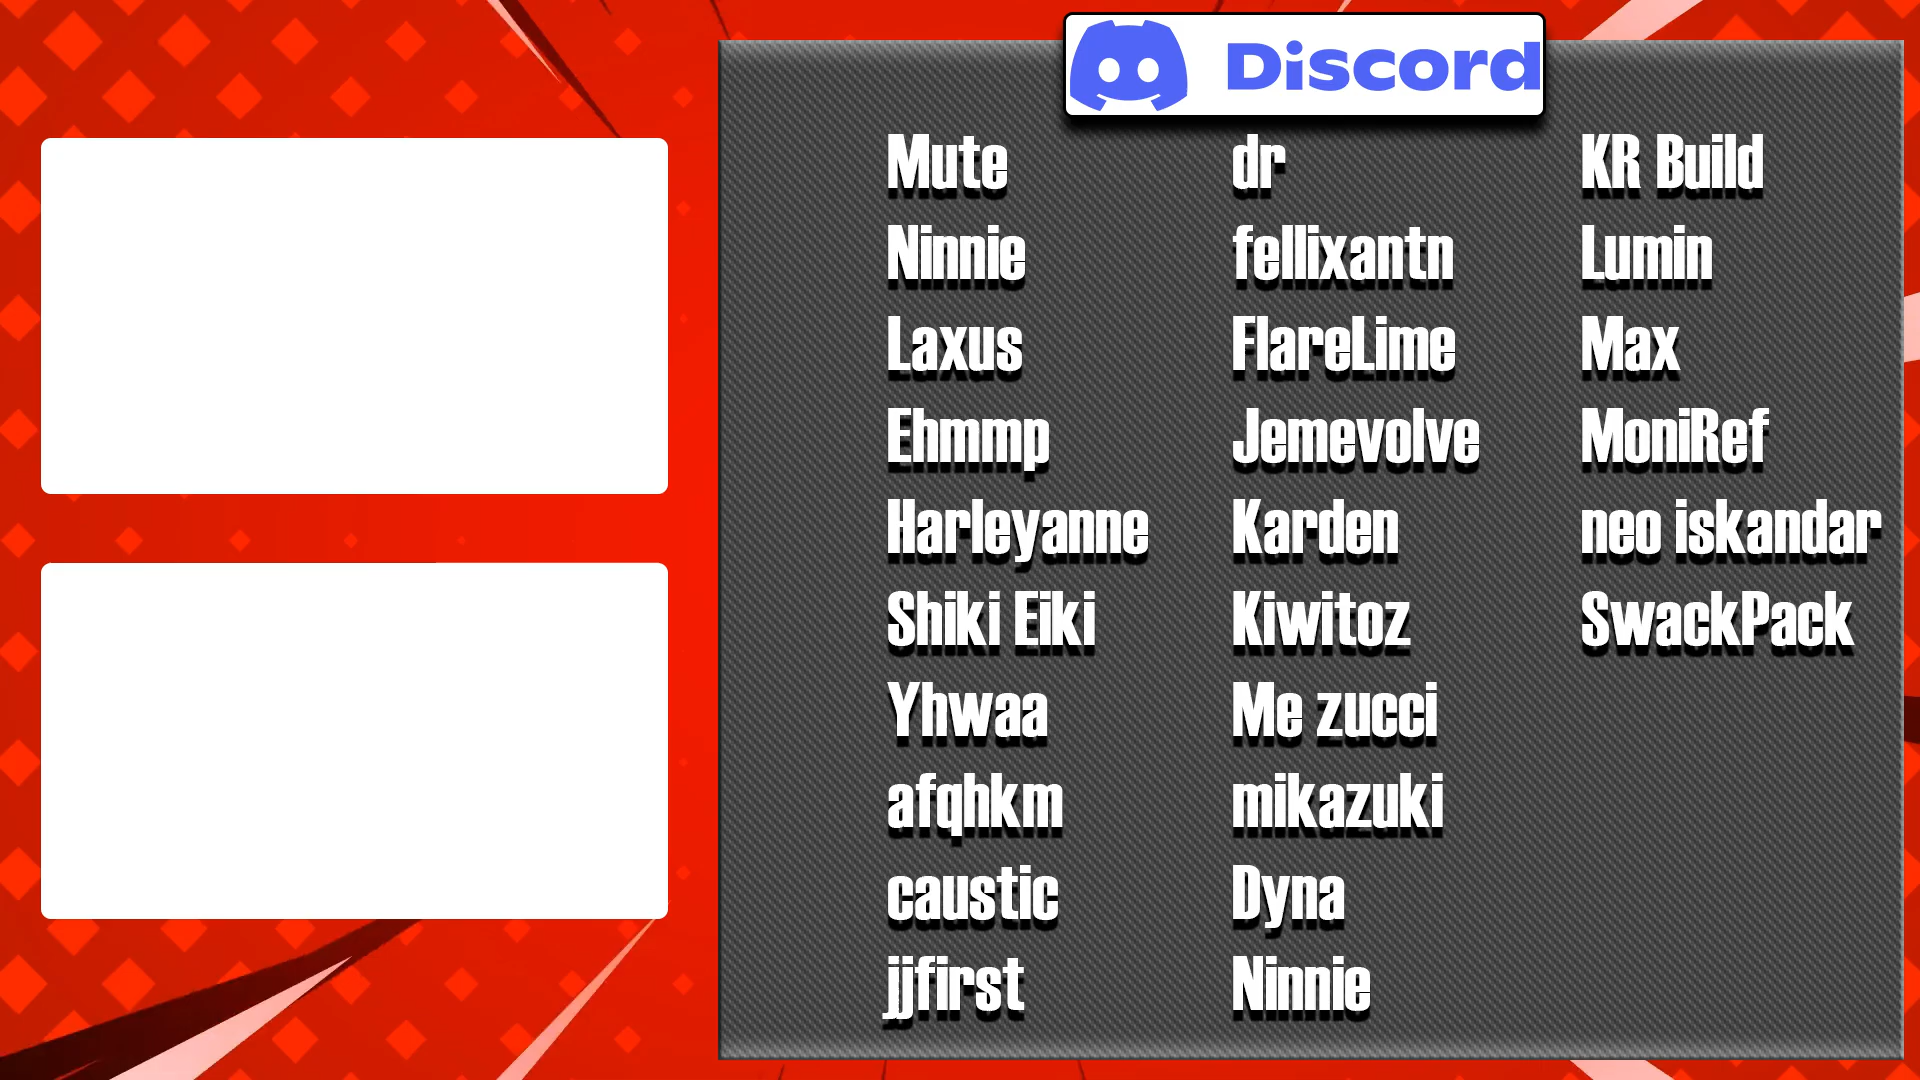 Discord
Mute
Ninnie
Laxus
Ehmmp
Harleyanne
Shiki Eiki
Yhwaa
afqhkm
caustic
jjfirst
dr
fellixantn
FlareLime
Jemevolve
Karden
Kiwitoz
Me zucci
mikazuki
Dyna
Ninnie
KR Build
Lumin
Max
MoniRef
neo iskandar
SwackPack